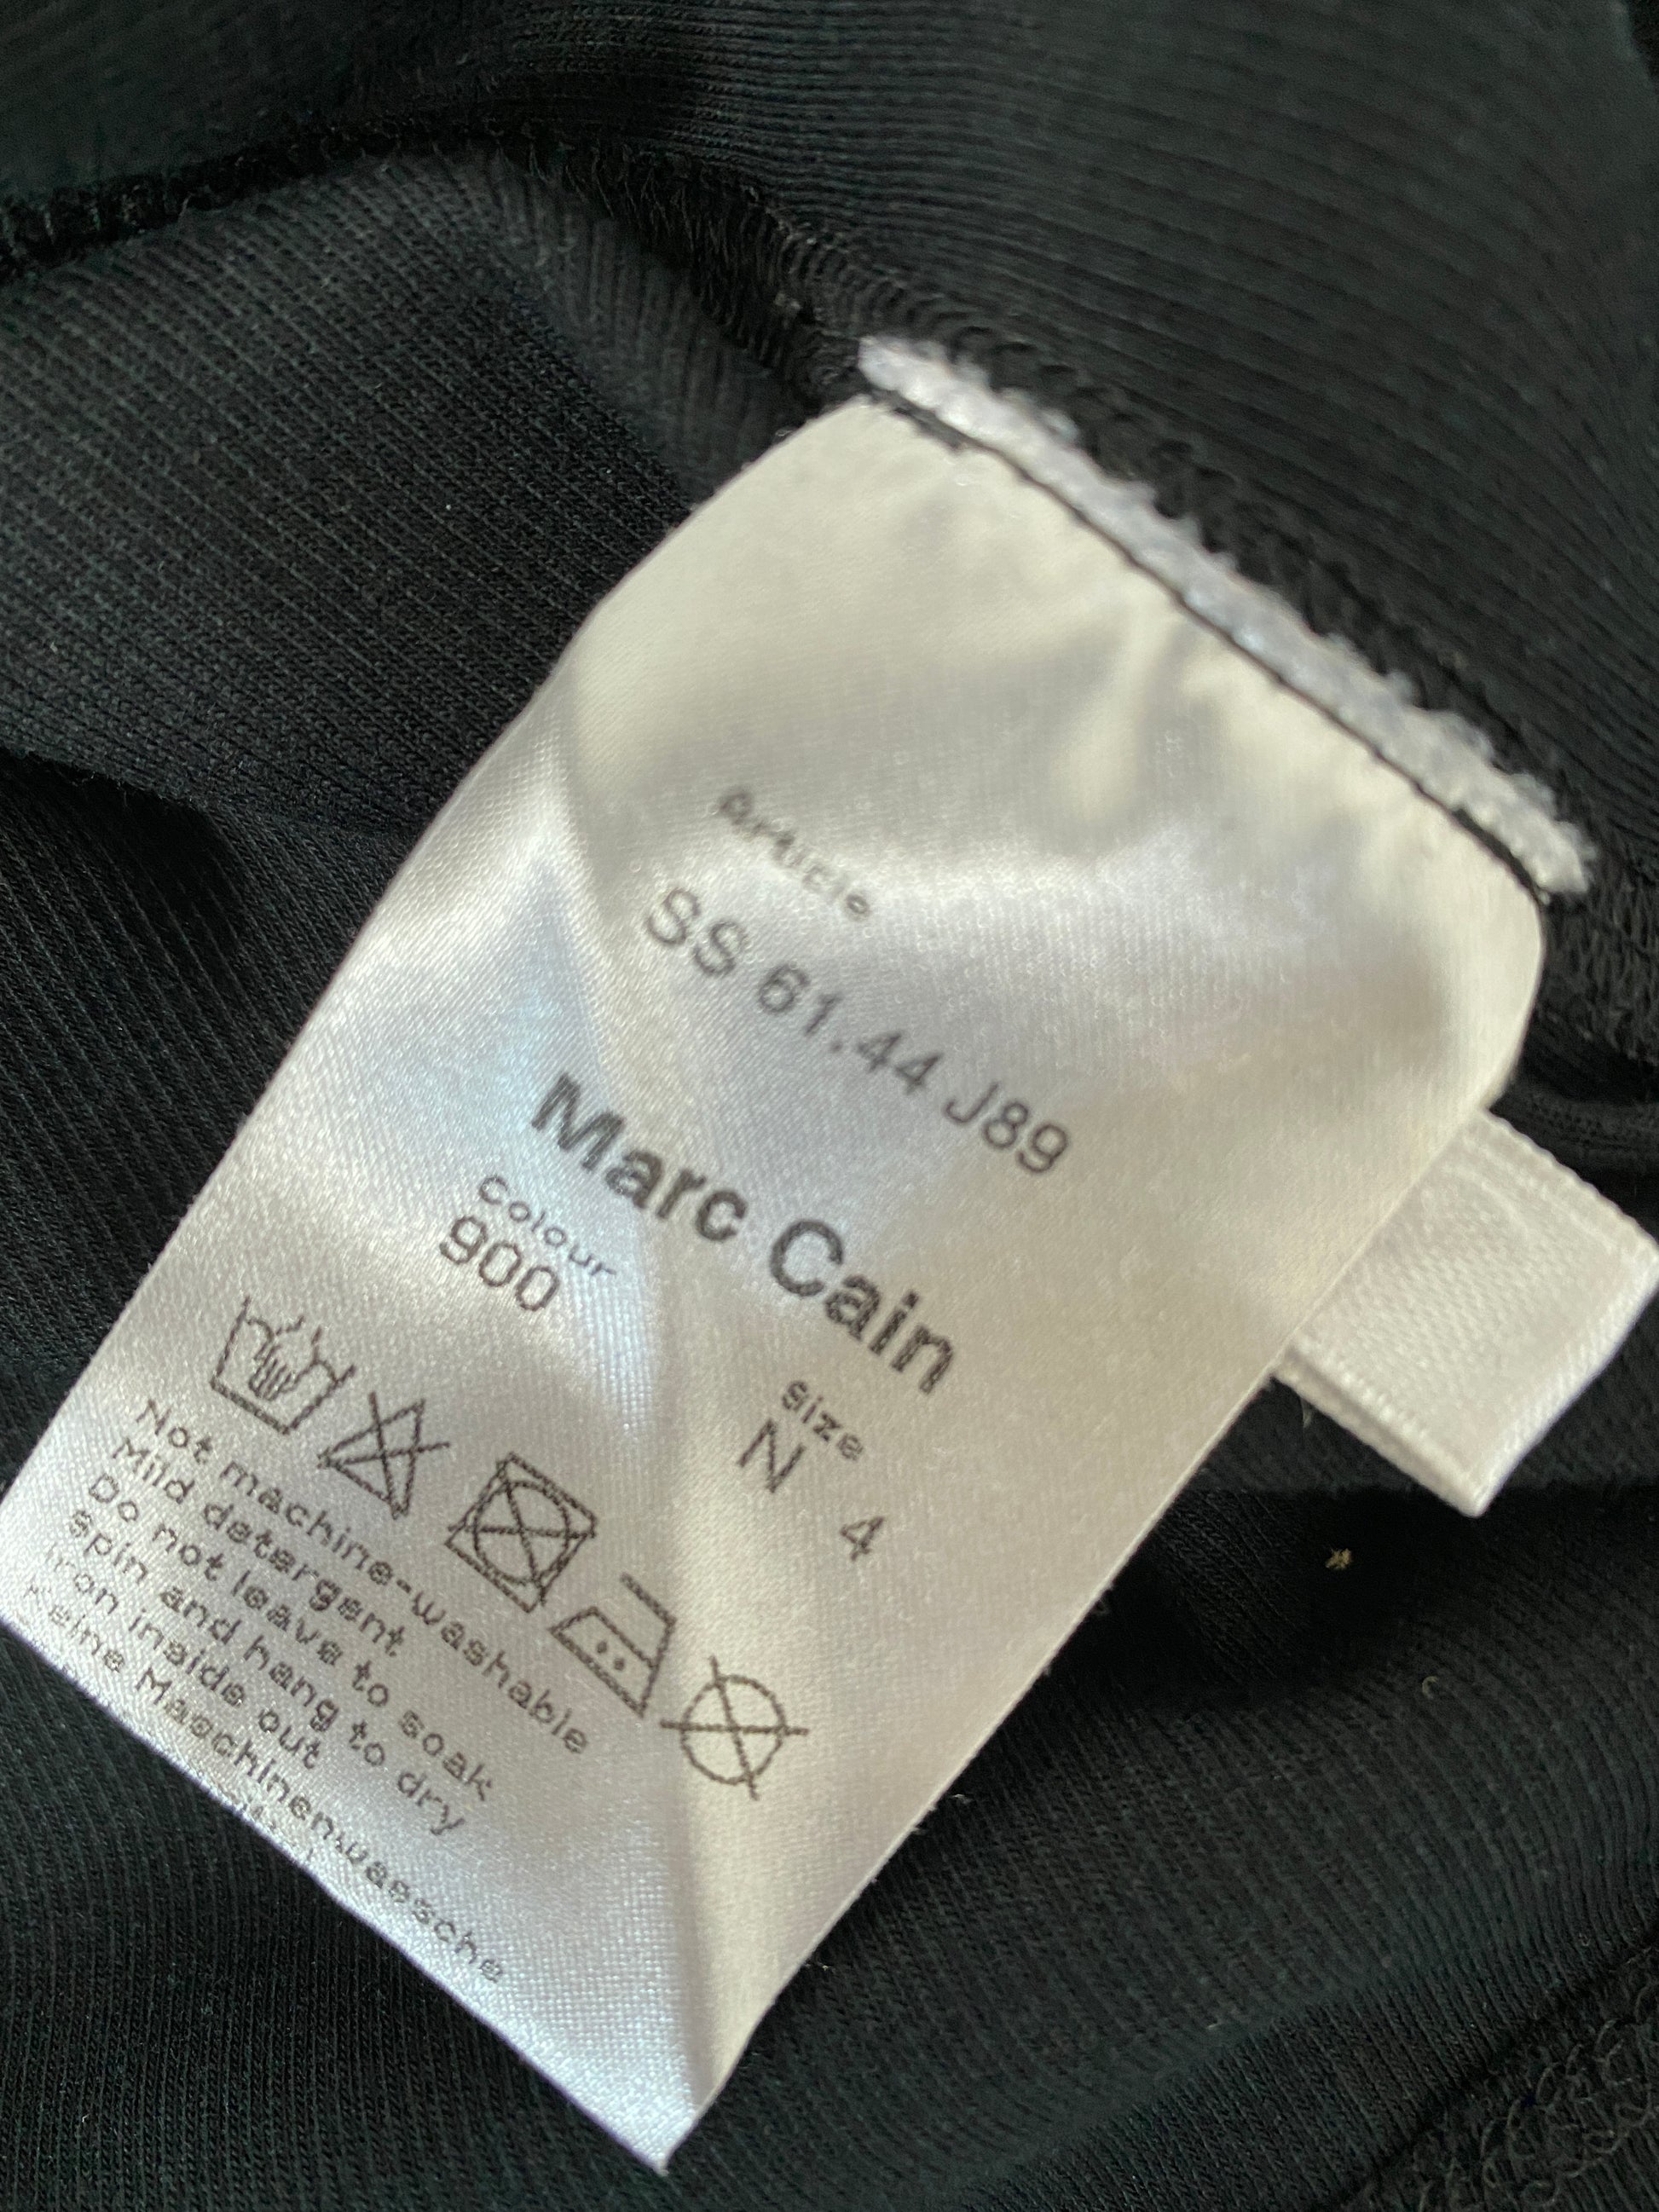 Article
SS 61.44 J89
Marc Cain
Colour Size
900 N 4
Not machine-washable
Mild detergent
Do not leave to soak
Spin and hang to dry
Iron inside out
Keine Maschinenwaesche